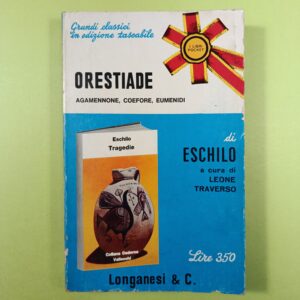 Grandi classici
in edizione tascabile
I LIBRI
POCKET
ORESTIADE
AGAMENNONE, COEFORE, EUMENIDI
di
ESCHILO
a cura di
LEONE
TRAVERSO
Eschilo
Tragedie
Collana Cederna
Vallecchi
Lire 350
Longanesi & C.